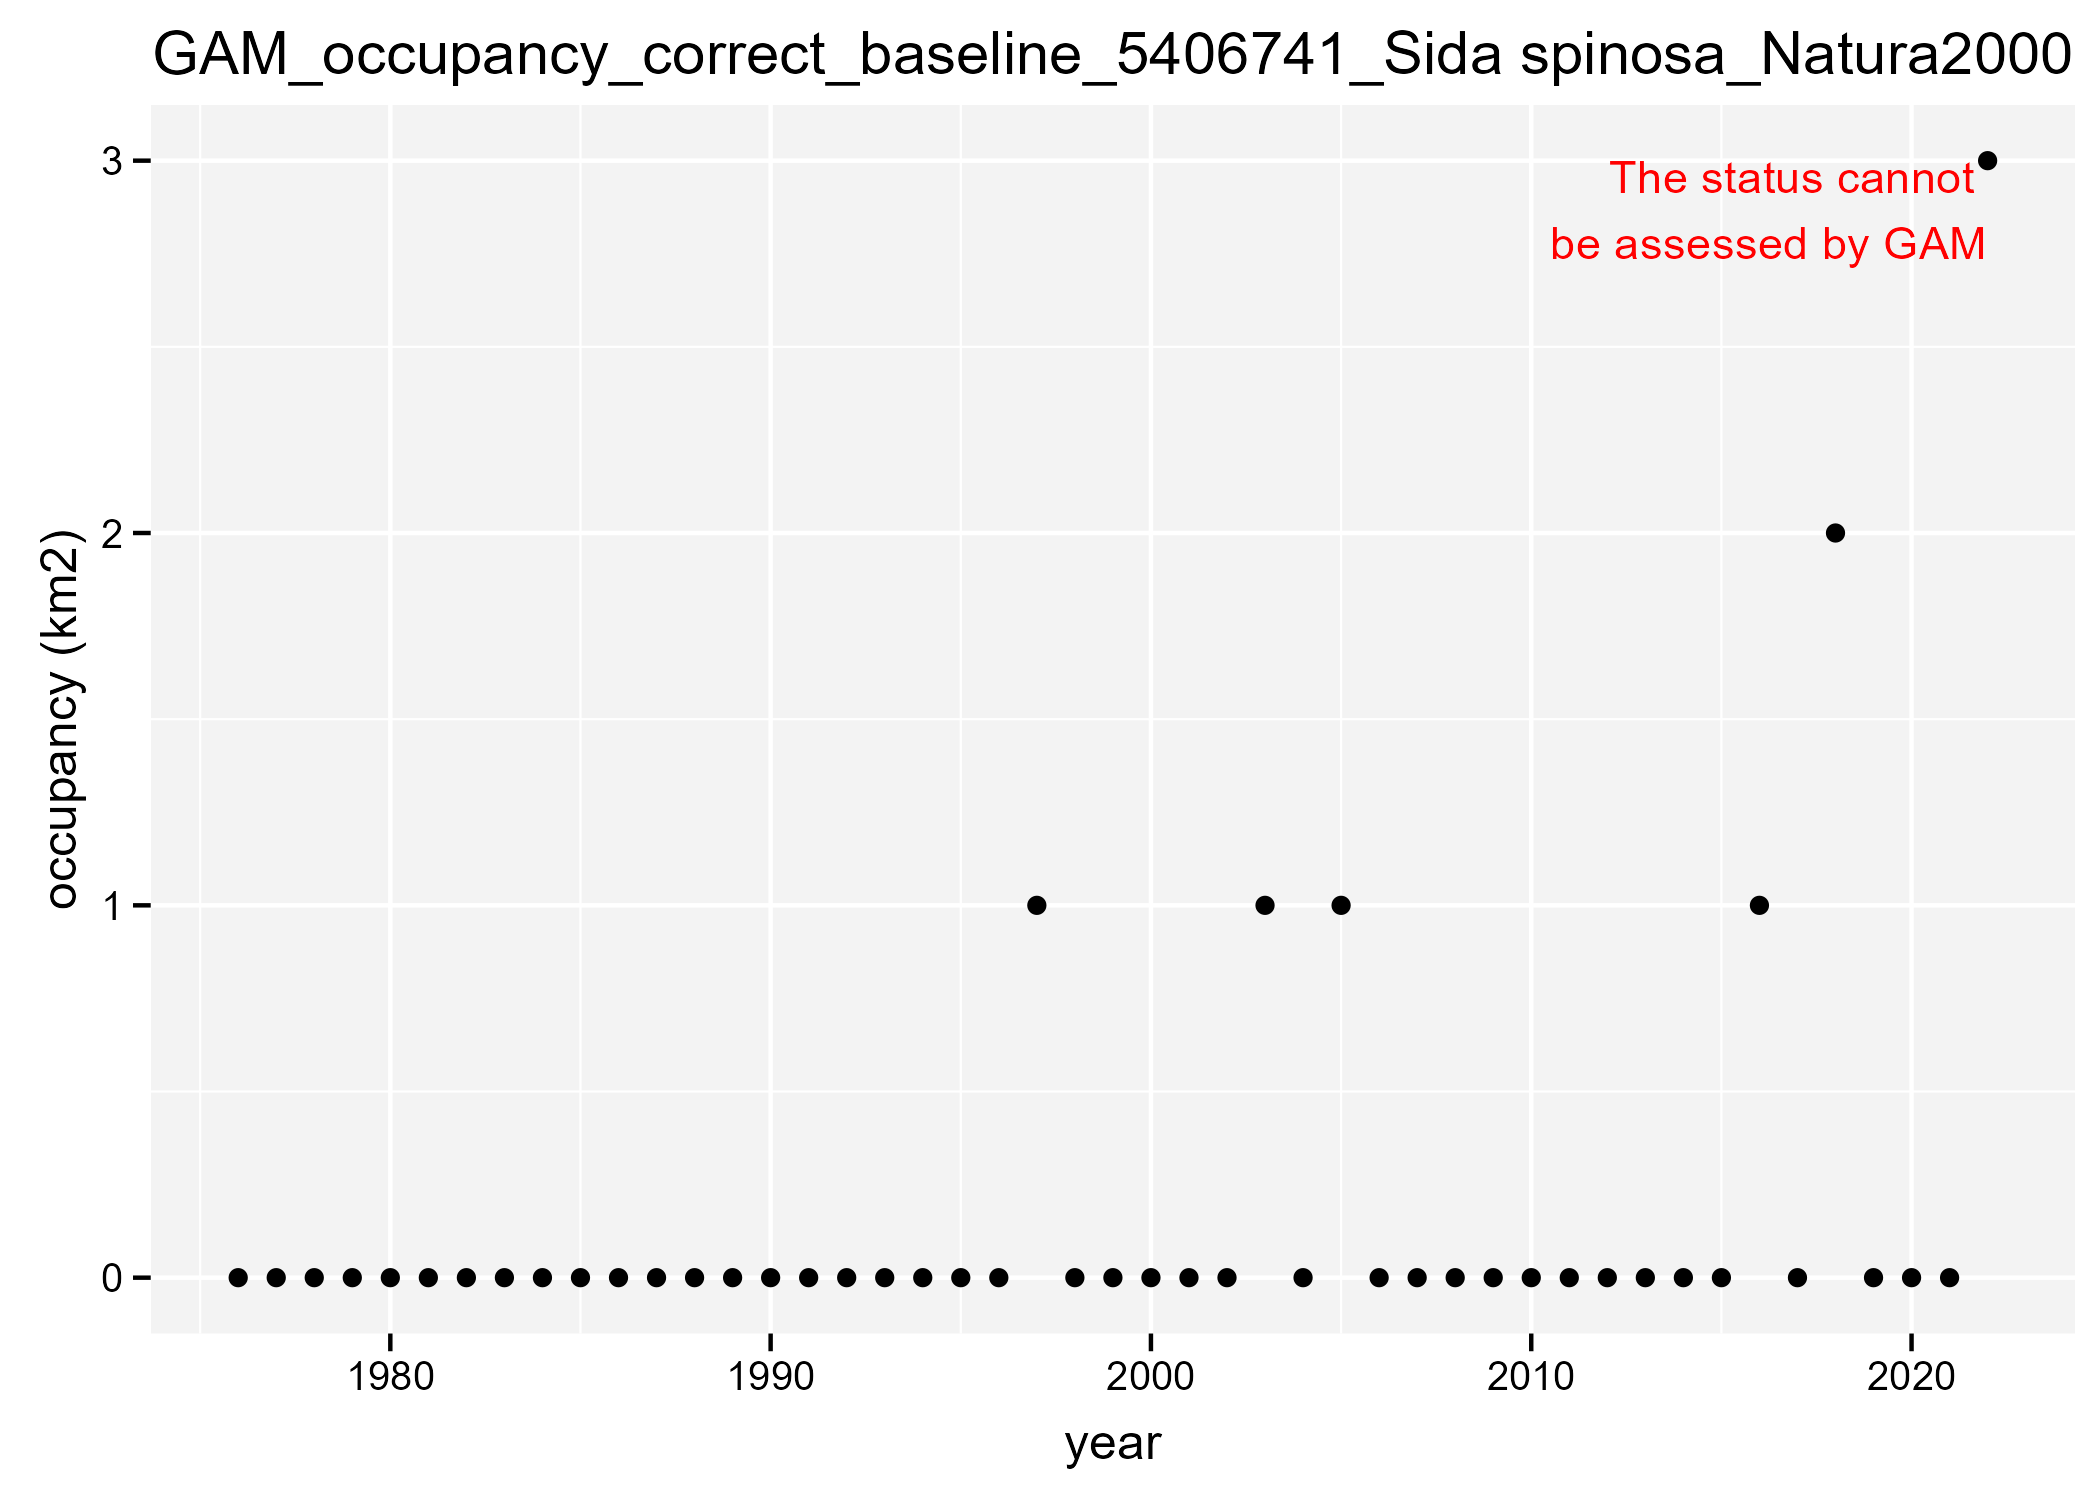 GAM_occupancy_correct_baseline_5406741_Sida spinosa_Natura2000
3
The status cannot
be assessed by GAM
2
occupancy (km2)
1
0
1980 1990 2000 2010 2020
year